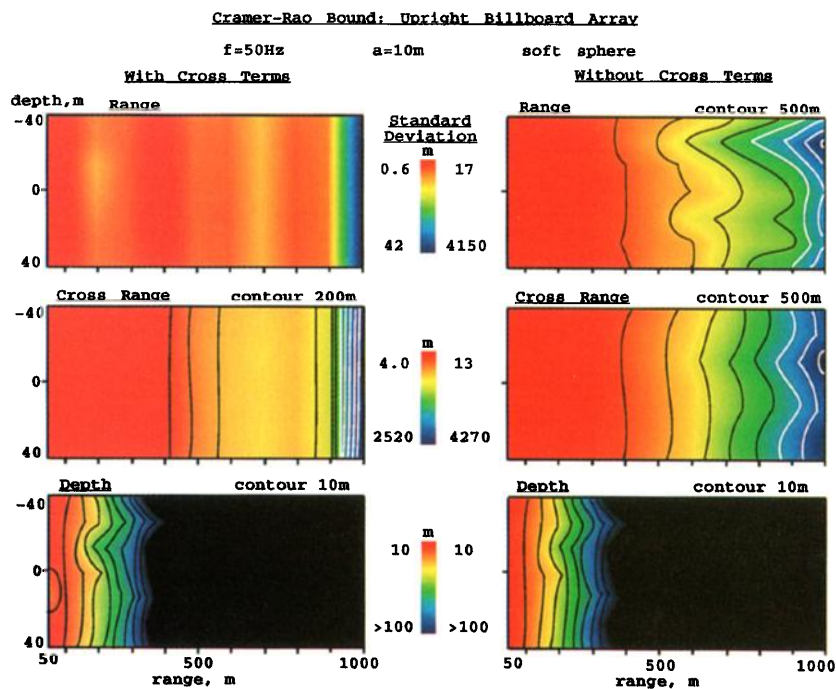 Cramer-Rao Bound: Upright Billboard Array
f=50Hz a=10m soft sphere
With Cross Terms Without Cross Terms
depth,m Range Range contour 500m
-40
0
40
Standard
Deviation
m
0.6 17
42 4150
Cross Range contour 200m Cross Range contour 500m
-40
0
40
m
4.0 13
2520 4270
Depth contour 10m Depth contour 10m
-40
0
40
m
10 10
>100 >100
50 500 1000 50 500 1000
range, m range, m